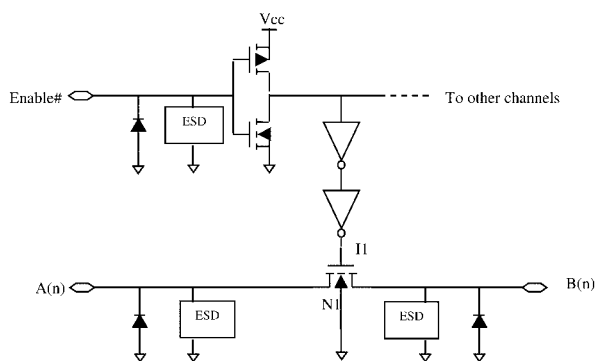 Vcc
Enable#
ESD
To other channels
I1
A(n)
B(n)
N1
ESD
ESD